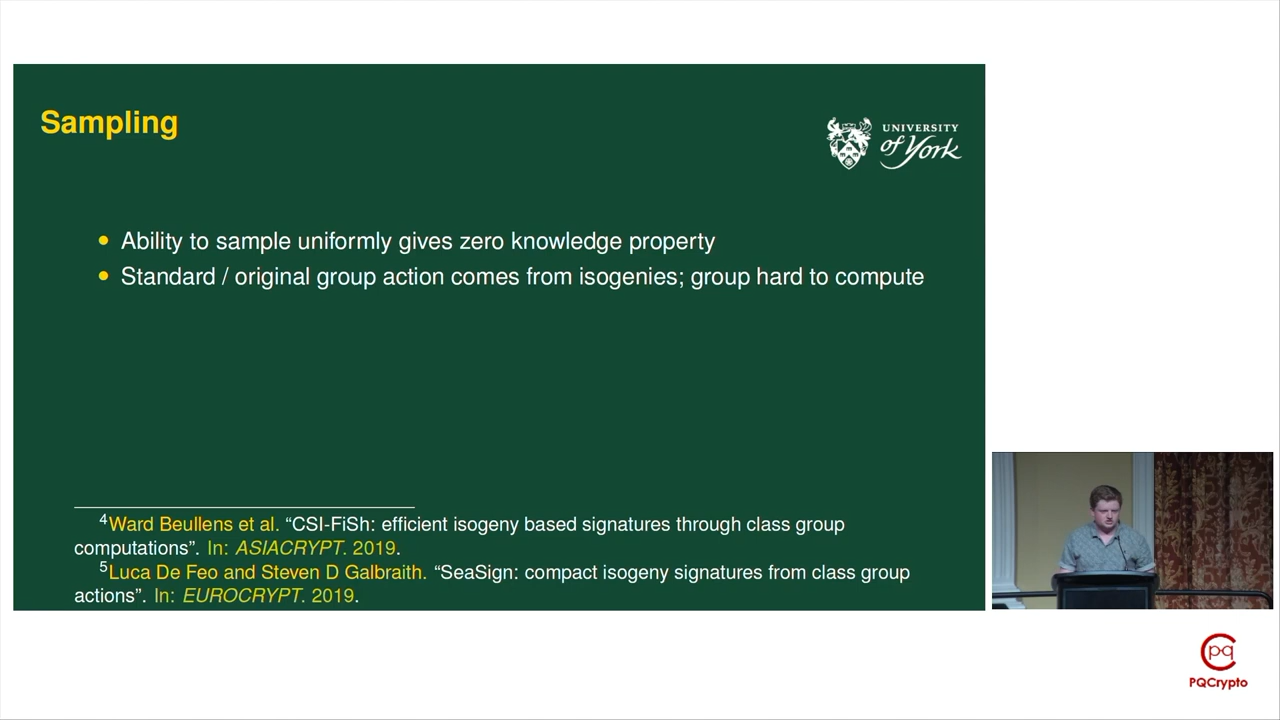 Sampling
UNIVERSITY
of York
• Ability to sample uniformly gives zero knowledge property
• Standard / original group action comes from isogenies; group hard to compute
4Ward Beullens et al. “CSI-FiSh: efficient isogeny based signatures through class group
computations”. In: ASIACRYPT. 2019.
5Luca De Feo and Steven D Galbraith. “SeaSign: compact isogeny signatures from class group
actions”. In: EUROCRYPT. 2019.
pq
PQCrypto